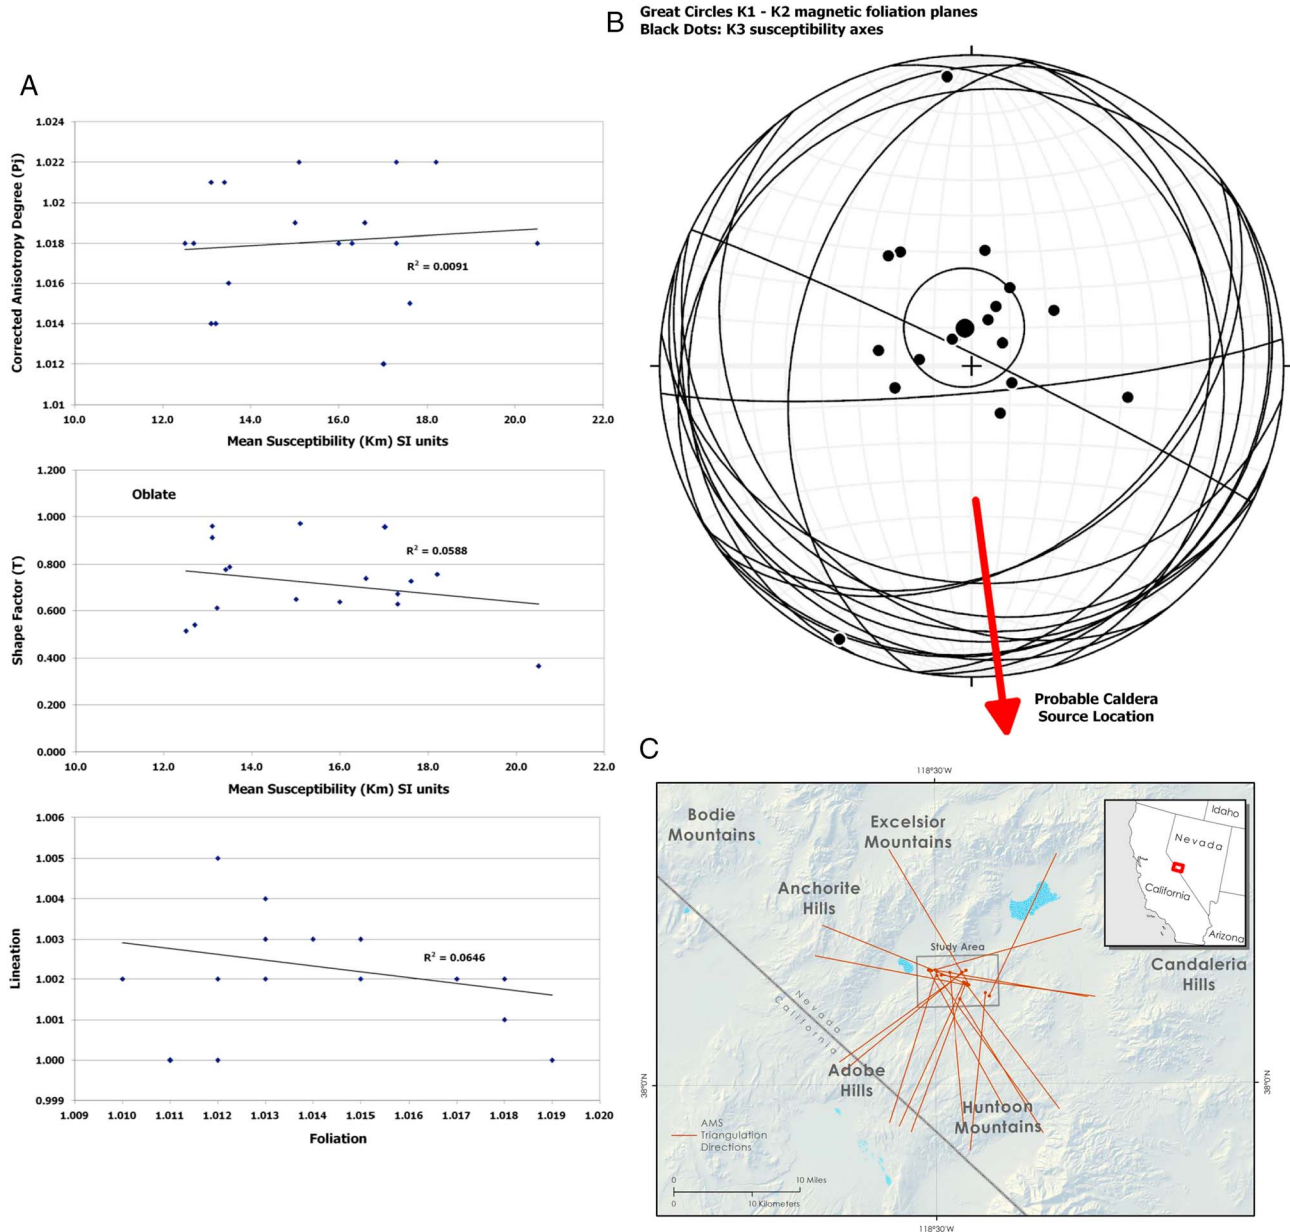 A
1.024
1.022
1.02
1.018
1.016
1.014
1.012
1.01
Corrected Anisotropy Degree (Pj)
R² = 0.0091
10.0 12.0 14.0 16.0 18.0 20.0 22.0
Mean Susceptibility (Km) SI units
1.200
1.000
0.800
0.600
0.400
0.200
0.000
Shape Factor (T)
Oblate
R² = 0.0588
10.0 12.0 14.0 16.0 18.0 20.0 22.0
Mean Susceptibility (Km) SI units
1.006
1.005
1.004
1.003
1.002
1.001
1.000
0.999
Lineation
R² = 0.0646
1.009 1.010 1.011 1.012 1.013 1.014 1.015 1.016 1.017 1.018 1.019 1.020
Foliation
B
Great Circles K1 - K2 magnetic foliation planes
Black Dots: K3 susceptibility axes
Probable Caldera
Source Location
C
118°30'W
Bodie
Mountains
Excelsior
Mountains
Anchorite
Hills
Study Area
Candaleria
Hills
Nevada
California
Adobe
Hills
Huntoon
Mountains
38°0'N
38°0'N
AMS
Triangulation
Directions
0 10 Miles
0 10 Kilometers
118°30'W
Idaho
Nevada
California
Arizona